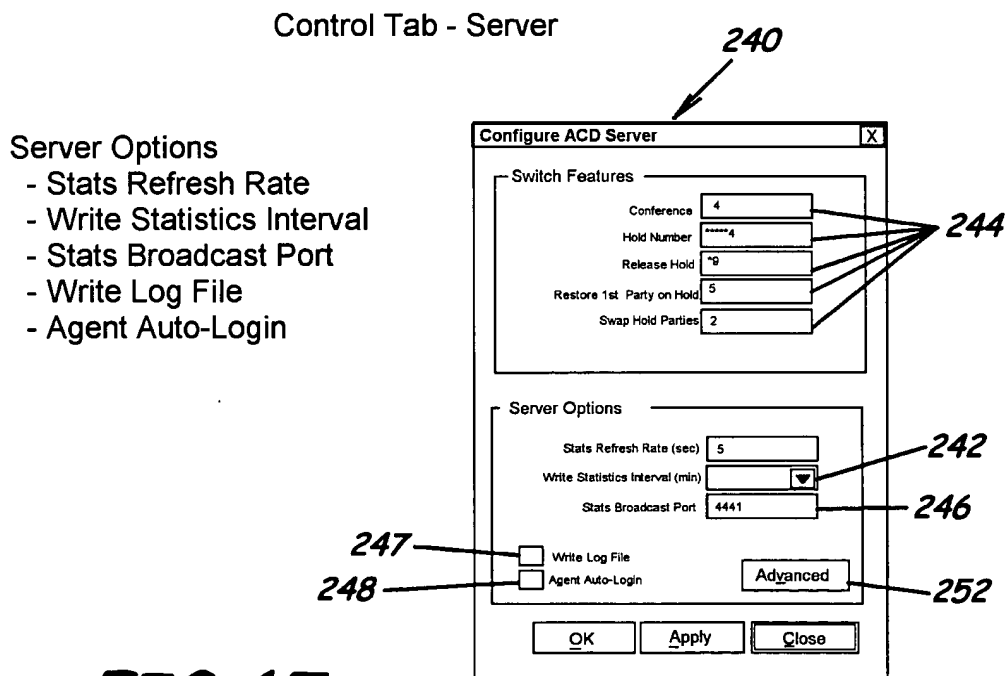 Control Tab - Server
240
Server Options
- Stats Refresh Rate
- Write Statistics Interval
- Stats Broadcast Port
- Write Log File
- Agent Auto-Login
Configure ACD Server X
Switch Features
Conference 4
Hold Number *****4
Release Hold *9
Restore 1st Party on Hold 5
Swap Hold Parties 2
244
Server Options
Stats Refresh Rate (sec) 5
Write Statistics Interval (min)
242
Stats Broadcast Port 4441
246
247
Write Log File
248
Agent Auto-Login
Advanced
252
OK Apply Close